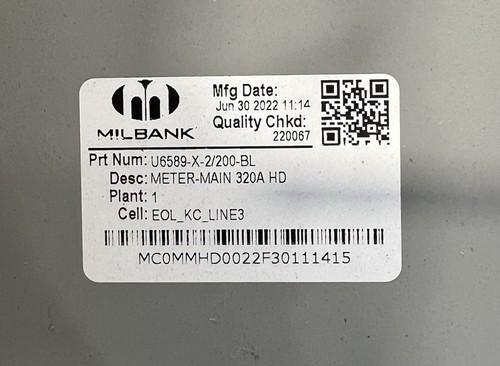 MILBANK
Mfg Date:
Jun 30 2022 11:14
Quality Chkd:
220067
Prt Num: U6589-X-2/200-BL
Desc: METER-MAIN 320A HD
Plant: 1
Cell: EOL_KC_LINE3
MC0MMHD0022F30111415